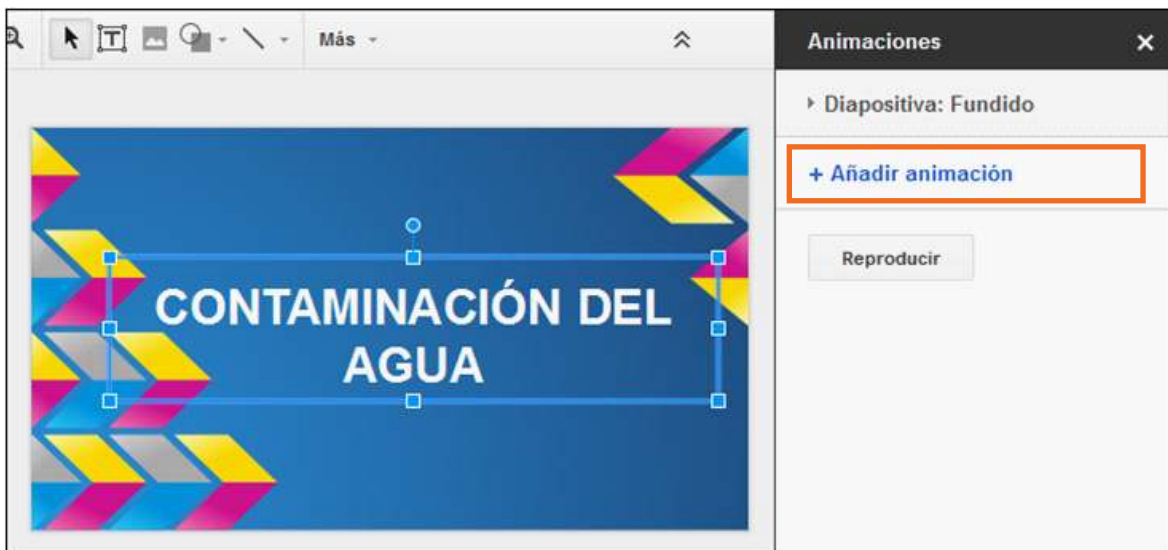 Más
Animaciones
Diapositiva: Fundido
+ Añadir animación
Reproducir
CONTAMINACIÓN DEL
AGUA